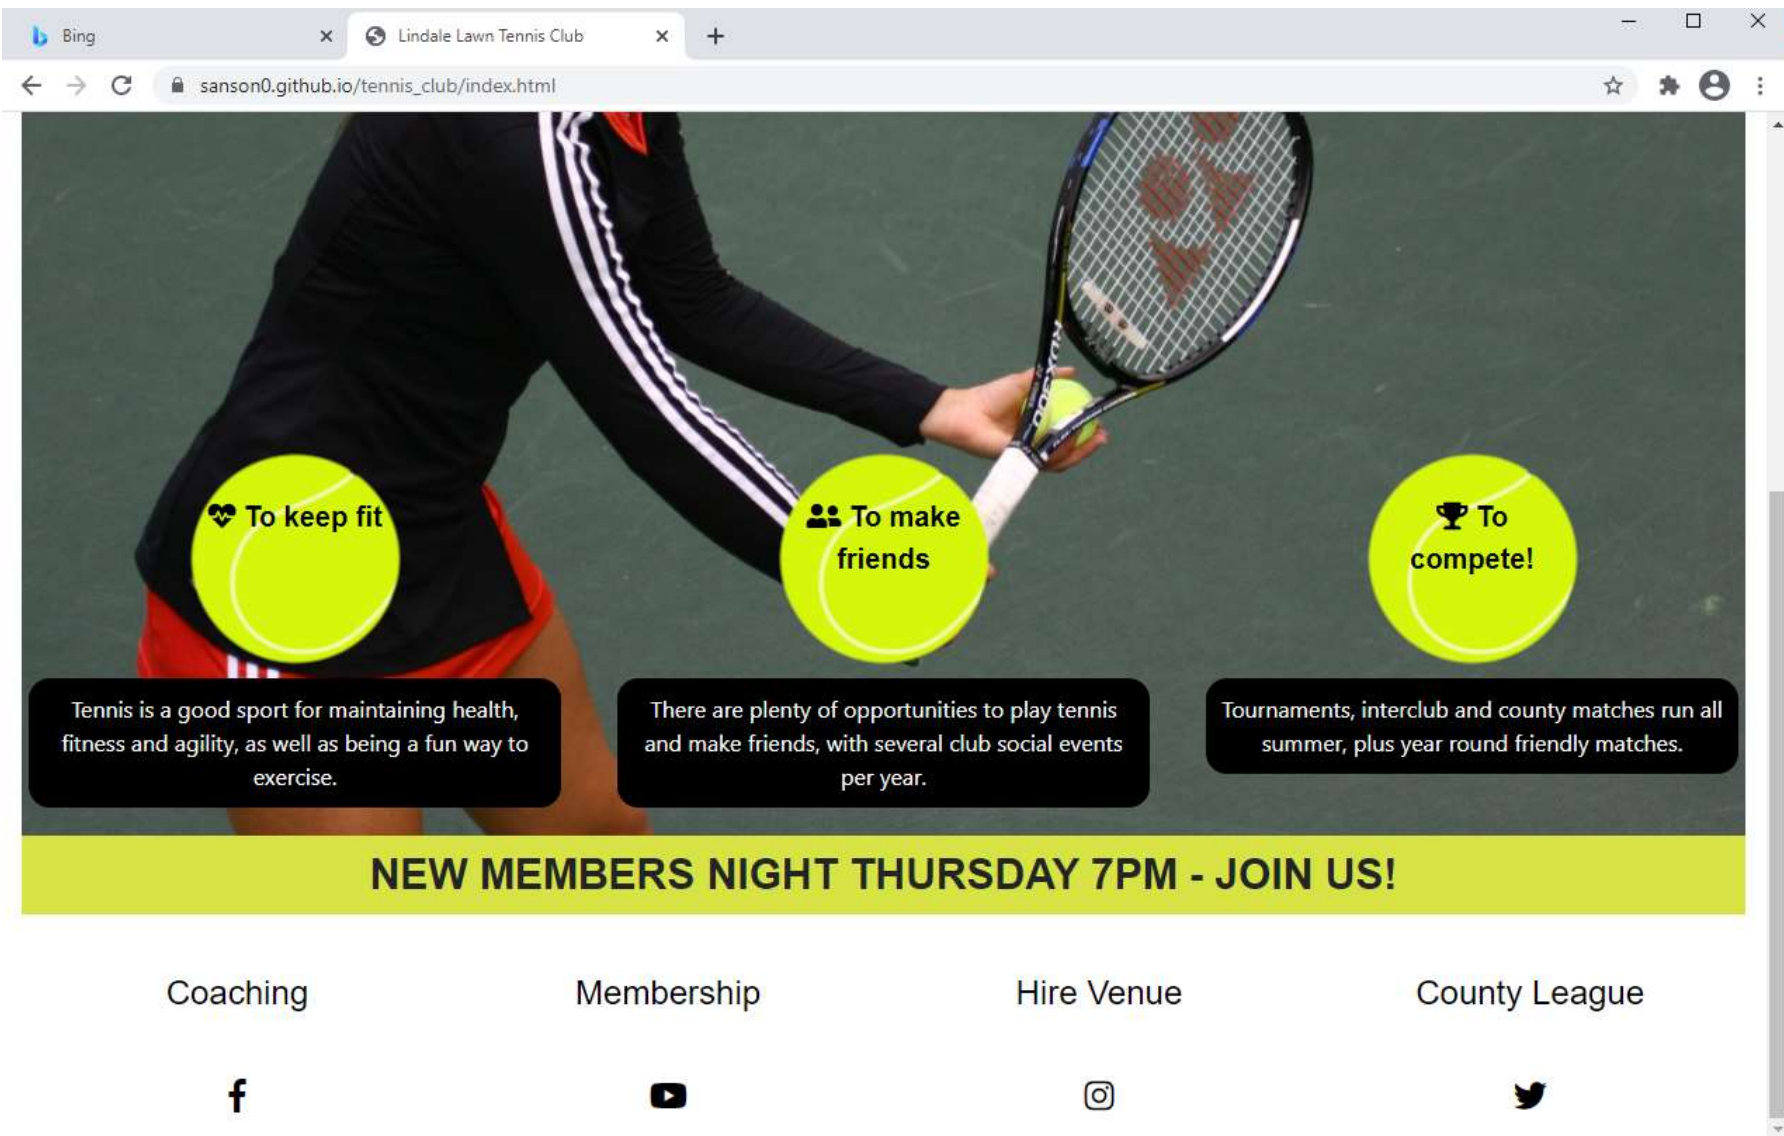 Bing
Lindale Lawn Tennis Club
sanson0.github.io/tennis_club/index.html
RDX300
To keep fit
To make
friends
To
compete!
Tennis is a good sport for maintaining health,
fitness and agility, as well as being a fun way to
exercise.
There are plenty of opportunities to play tennis
and make friends, with several club social events
per year.
Tournaments, interclub and county matches run all
summer, plus year round friendly matches.
NEW MEMBERS NIGHT THURSDAY 7PM - JOIN US!
Coaching
Membership
Hire Venue
County League